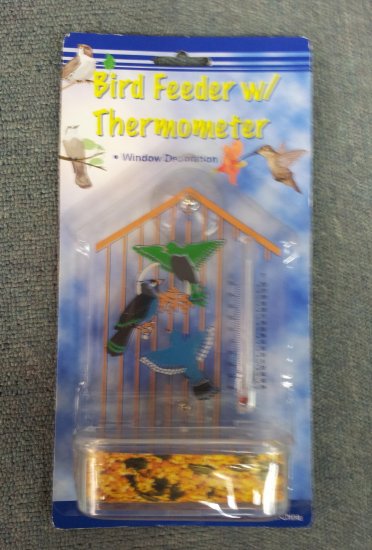 Bird Feeder w/
Thermometer
• Window Decoration